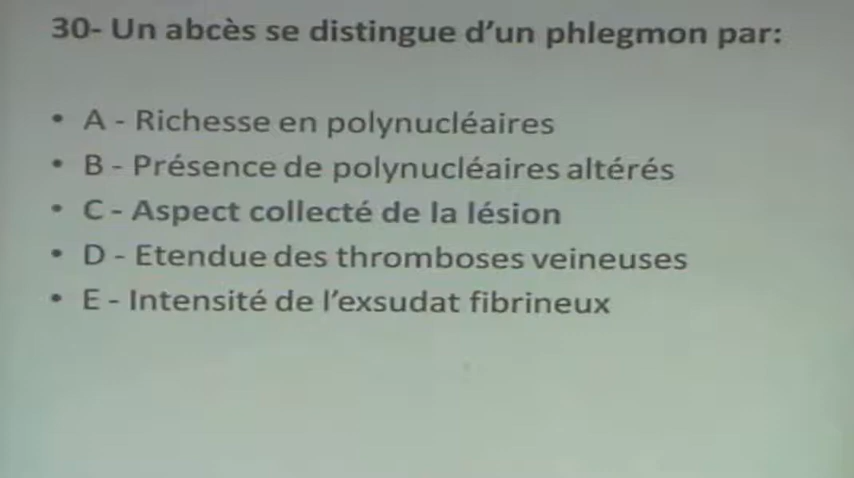 30- Un abcès se distingue d'un phlegmon par:
• A - Richesse en polynucléaires
• B - Présence de polynucléaires altérés
• C - Aspect collecté de la lésion
• D - Etendue des thromboses veineuses
• E - Intensité de l'exsudat fibrineux